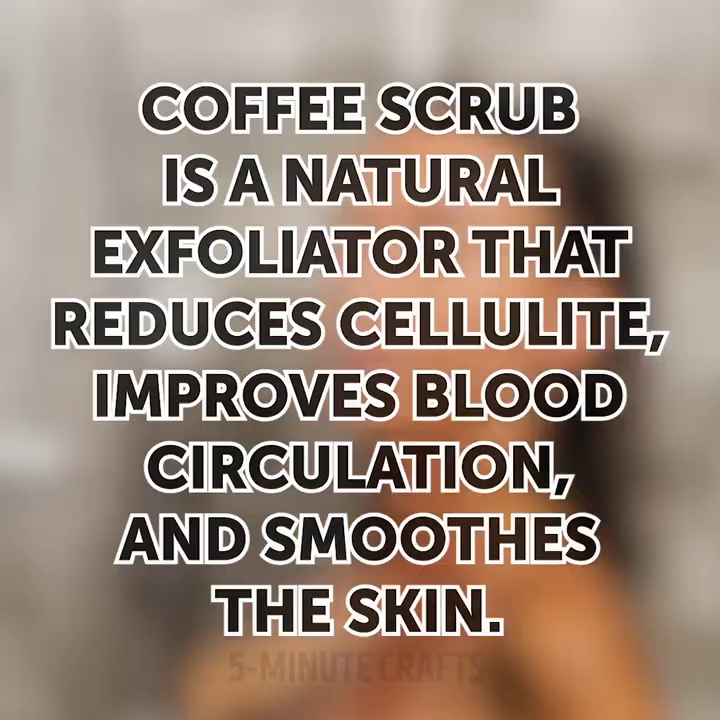 COFFEE SCRUB
IS A NATURAL
EXFOLIATOR THAT
REDUCES CELLULITE,
IMPROVES BLOOD
CIRCULATION,
AND SMOOTHES
THE SKIN.
5-MINUTE CRAFTS